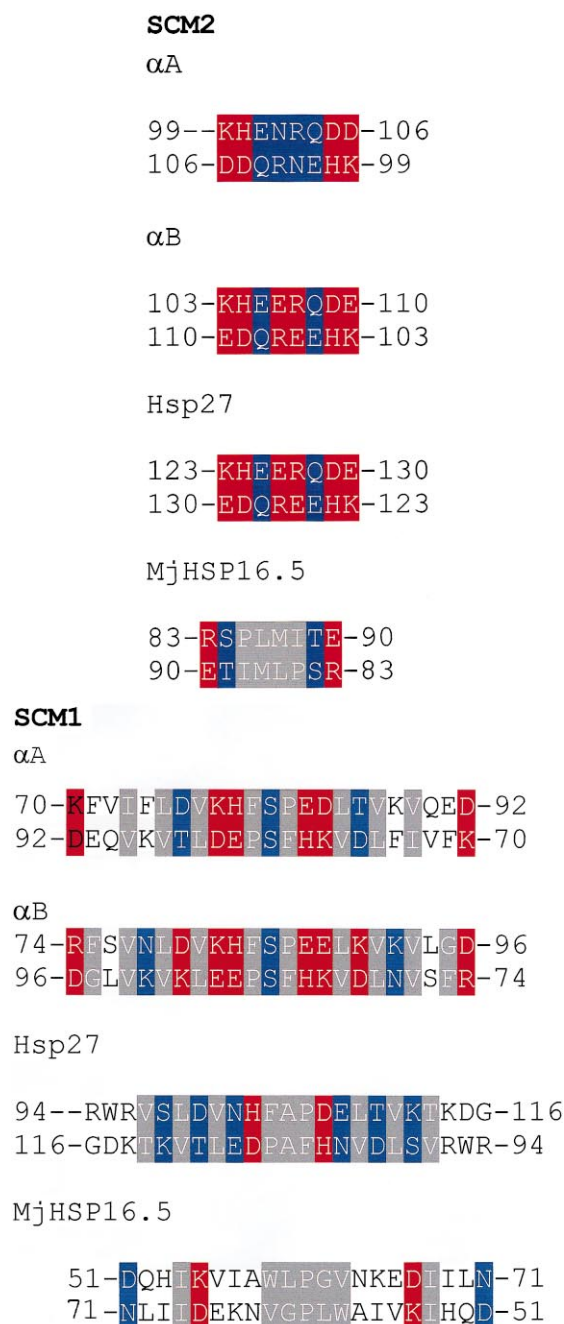 SCM2
αA
99--KHENRQDD-106
106-DDQRNEHK-99
αB
103-KHEERQDE-110
110-EDQREEHK-103
Hsp27
123-KHEERQDE-130
130-EDQREEHK-123
MjHSP16.5
83-RSPLMITE-90
90-ETIMLPSR-83
SCM1
αA
70-KFVIFLDVKHFSPEDLTVKVQED-92
92-DEQVKVTLDEPSFHKVDLFIVFK-70
αB
74-RFSVNLDVKHFSPEELKVKVLGD-96
96-DGLVKVKLEEPSFHKVDLNVSFR-74
Hsp27
94--RWRVSLDVNHFAPDELTVKTKDG-116
116-GDKTKVTLEDPAFHNVDLSVRWR-94
MjHSP16.5
51-DQHIKVIAWLPGVNKEDIILN-71
71-NLIIDEKNVGPLWAIVKIHQD-51